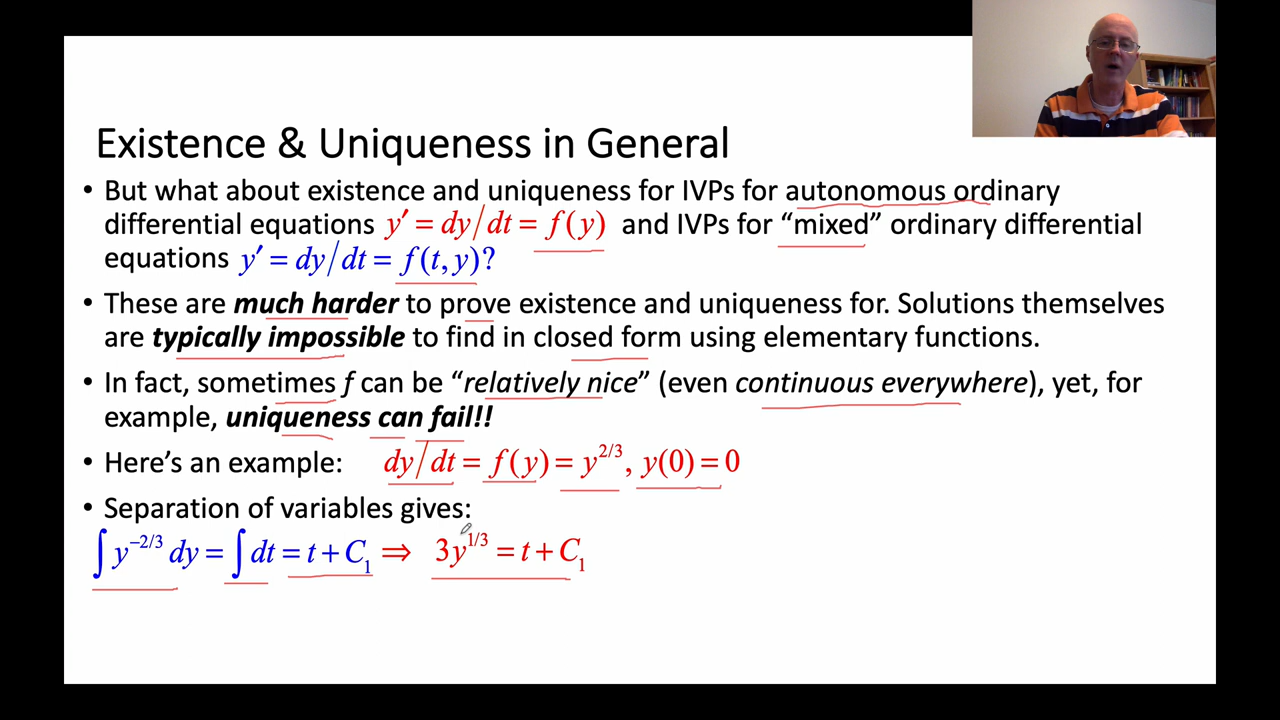 Existence & Uniqueness in General
• But what about existence and uniqueness for IVPs for autonomous ordinary
differential equations y′ = dy/dt = f(y) and IVPs for “mixed” ordinary differential
equations y′ = dy/dt = f(t, y)?
• These are much harder to prove existence and uniqueness for. Solutions themselves
are typically impossible to find in closed form using elementary functions.
• In fact, sometimes f can be “relatively nice” (even continuous everywhere), yet, for
example, uniqueness can fail!!
• Here’s an example: dy/dt = f(y) = y^{2/3}, y(0) = 0
• Separation of variables gives:
∫ y^{−2/3} dy = ∫ dt = t + C₁ ⇒ 3y^{1/3} = t + C₁